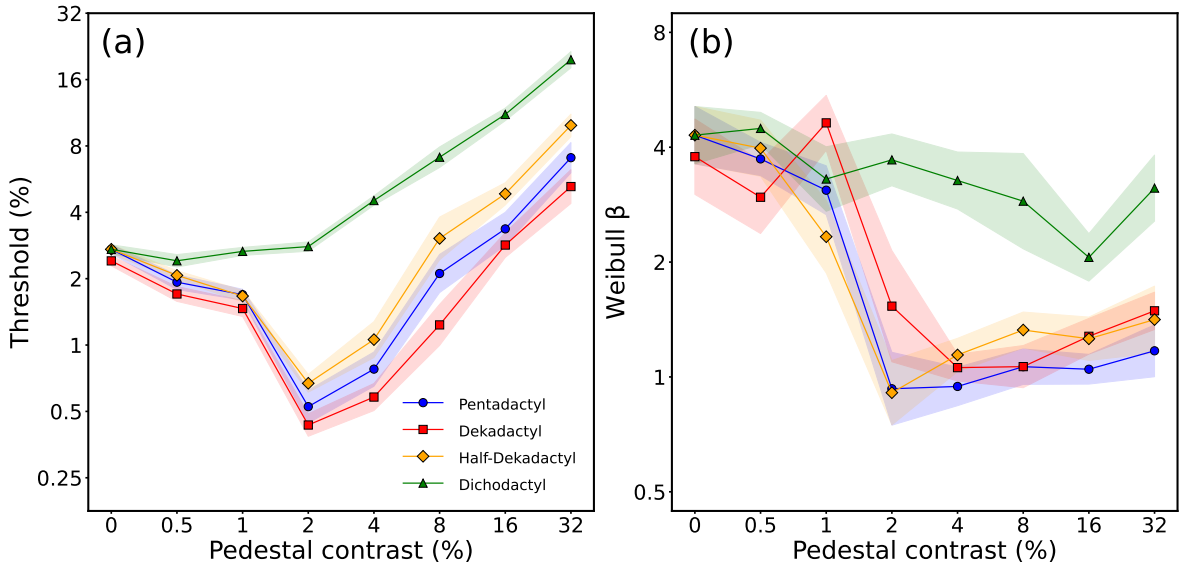 (a)
Threshold (%)
32
16
8
4
2
1
0.5
0.25
Pentadactyl
Dekadactyl
Half-Dekadactyl
Dichodactyl
0 0.5 1 2 4 8 16 32
Pedestal contrast (%)
(b)
Weibull β
8
4
2
1
0.5
0 0.5 1 2 4 8 16 32
Pedestal contrast (%)